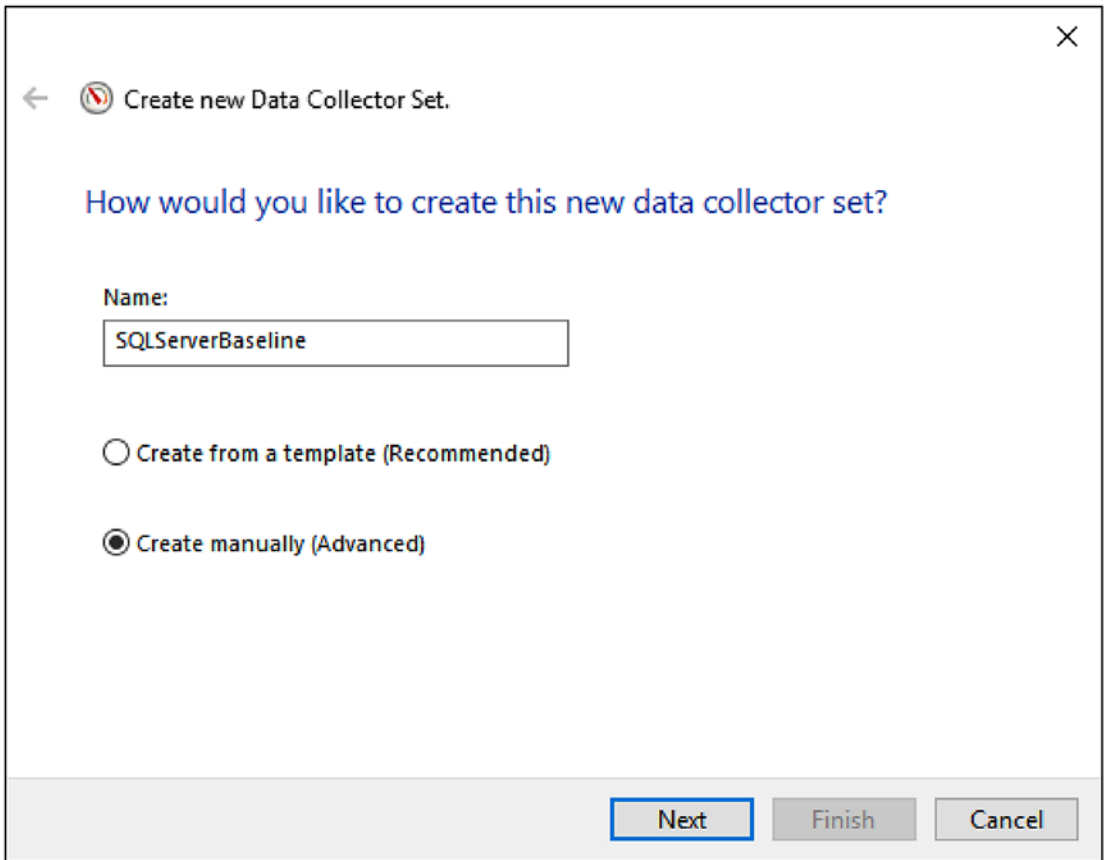 Create new Data Collector Set.
How would you like to create this new data collector set?
Name:
SQLServerBaseline
Create from a template (Recommended)
Create manually (Advanced)
Next
Finish
Cancel